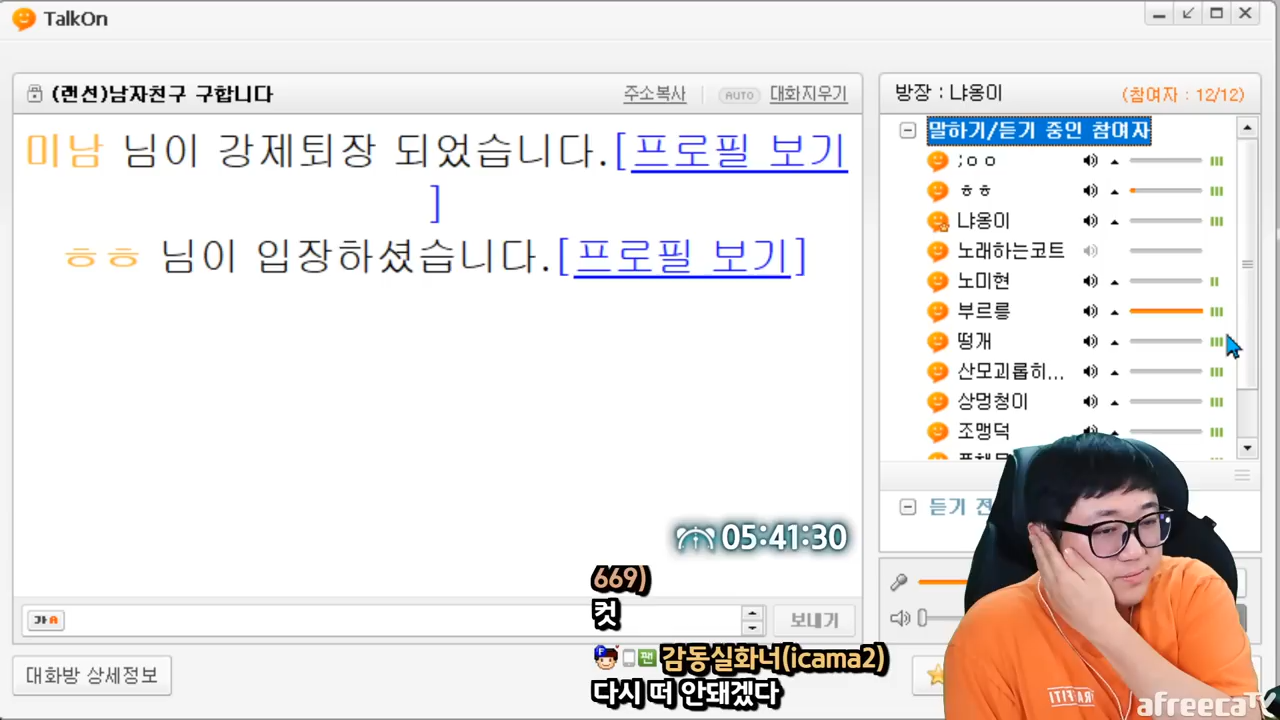 TalkOn
(랜선)남자친구 구합니다
주소복사
AUTO
대화지우기
미남 님이 강제퇴장 되었습니다.[프로필 보기
]
ㅎㅎ 님이 입장하셨습니다.[프로필 보기]
방장 : 냐옹이
(참여자 : 12/12)
말하기/듣기 중인 참여자
;ㅇㅇ
ㅎㅎ
냐옹이
노래하는코트
노미현
부르릉
떵개
산모괴롭히...
상멍청이
조맹덕
듣기 전
05:41:30
669)
컷
감동실화너(icama2)
다시 떠 안돼겠다
가A
보내기
대화방 상세정보
afreecaTV